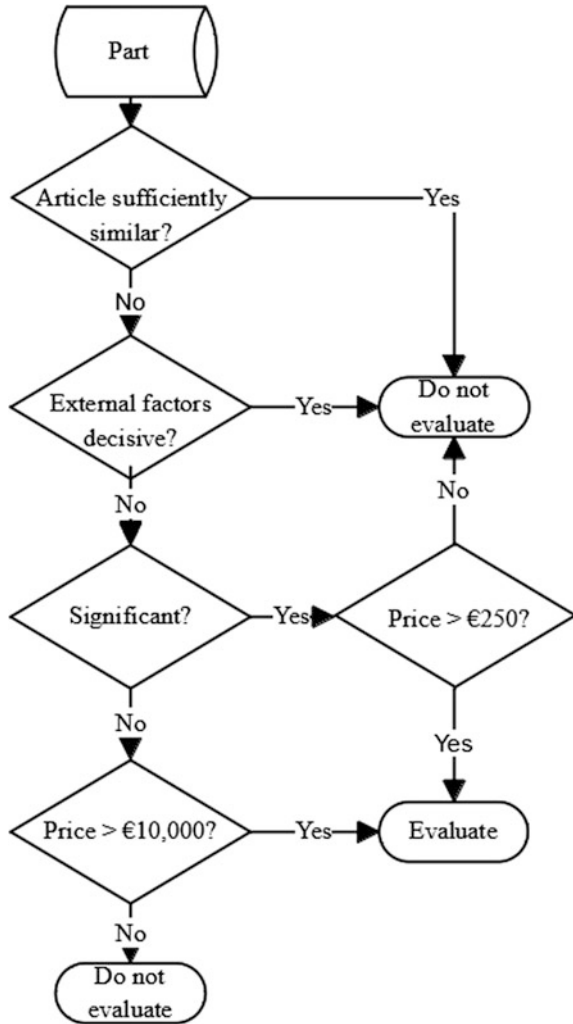 Part
Article sufficiently
similar?
Yes
No
External factors
decisive?
Yes
Do not
evaluate
No
No
Significant?
Yes
Price > €250?
No
Yes
Price > €10,000?
Yes
Evaluate
No
Do not
evaluate